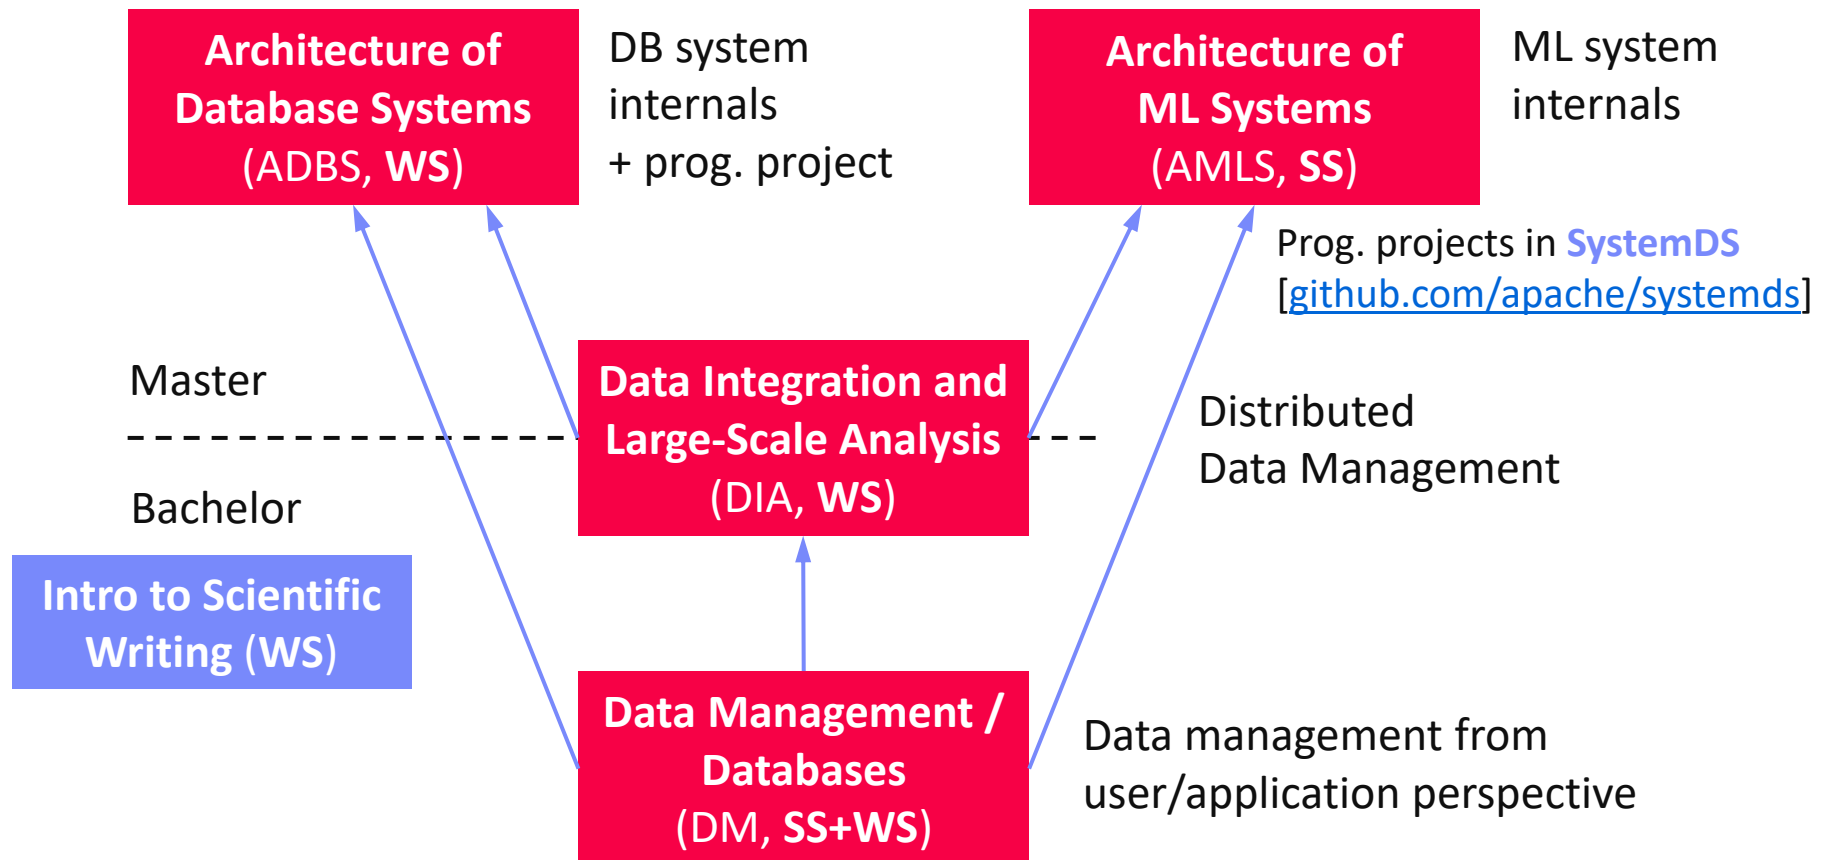 Architecture of
Database Systems
(ADBS, WS)
DB system
internals
+ prog. project
Architecture of
ML Systems
(AMLS, SS)
ML system
internals
Prog. projects in SystemDS
[github.com/apache/systemds]
Master
Data Integration and
Large-Scale Analysis
(DIA, WS)
Distributed
Data Management
Bachelor
Intro to Scientific
Writing (WS)
Data Management /
Databases
(DM, SS+WS)
Data management from
user/application perspective